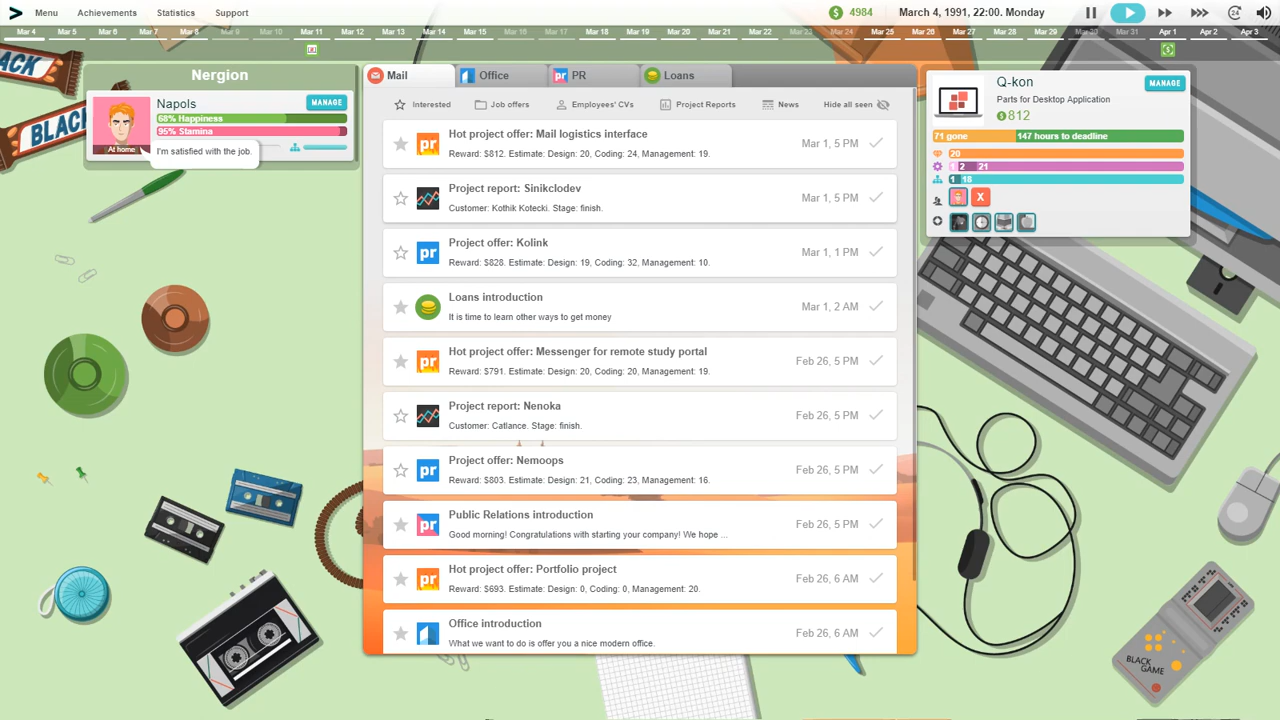 Menu Achievements Statistics Support
4984 March 4, 1991, 22:00. Monday 24
Mar 4 Mar 5 Mar 6 Mar 7 Mar 8 Mar 9 Mar 10 Mar 11 Mar 12 Mar 13 Mar 14 Mar 15 Mar 16 Mar 17 Mar 18 Mar 19 Mar 20 Mar 21 Mar 22 Mar 23 Mar 24 Mar 25 Mar 26 Mar 27 Mar 28 Mar 29 Mar 30 Mar 31 Apr 1 Apr 2 Apr 3
BLACK
Nergion
Napols
MANAGE
68% Happiness
95% Stamina
At home
I'm satisfied with the job.
Mail Office PR Loans
Interested Job offers Employees' CVs Project Reports News Hide all seen
Hot project offer: Mail logistics interface
Reward: $812. Estimate: Design: 20, Coding: 24, Management: 19.
Mar 1, 5 PM
Project report: Sinikclodev
Customer: Kothik Kotecki. Stage: finish.
Mar 1, 5 PM
pr
Project offer: Kolink
Reward: $828. Estimate: Design: 19, Coding: 32, Management: 10.
Mar 1, 1 PM
Loans introduction
It is time to learn other ways to get money
Mar 1, 2 AM
pr
Hot project offer: Messenger for remote study portal
Reward: $791. Estimate: Design: 20, Coding: 20, Management: 19.
Feb 26, 5 PM
Project report: Nenoka
Customer: Catlance. Stage: finish.
Feb 26, 5 PM
pr
Project offer: Nemoops
Reward: $803. Estimate: Design: 21, Coding: 23, Management: 16.
Feb 26, 5 PM
pr
Public Relations introduction
Good morning! Congratulations with starting your company! We hope ...
Feb 26, 5 PM
pr
Hot project offer: Portfolio project
Reward: $693. Estimate: Design: 0, Coding: 0, Management: 20.
Feb 26, 6 AM
Office introduction
What we want to do is offer you a nice modern office.
Feb 26, 6 AM
Q-kon
MANAGE
Parts for Desktop Application
812
71 gone 147 hours to deadline
20
2 21
1 18
X
BLACK
GAME